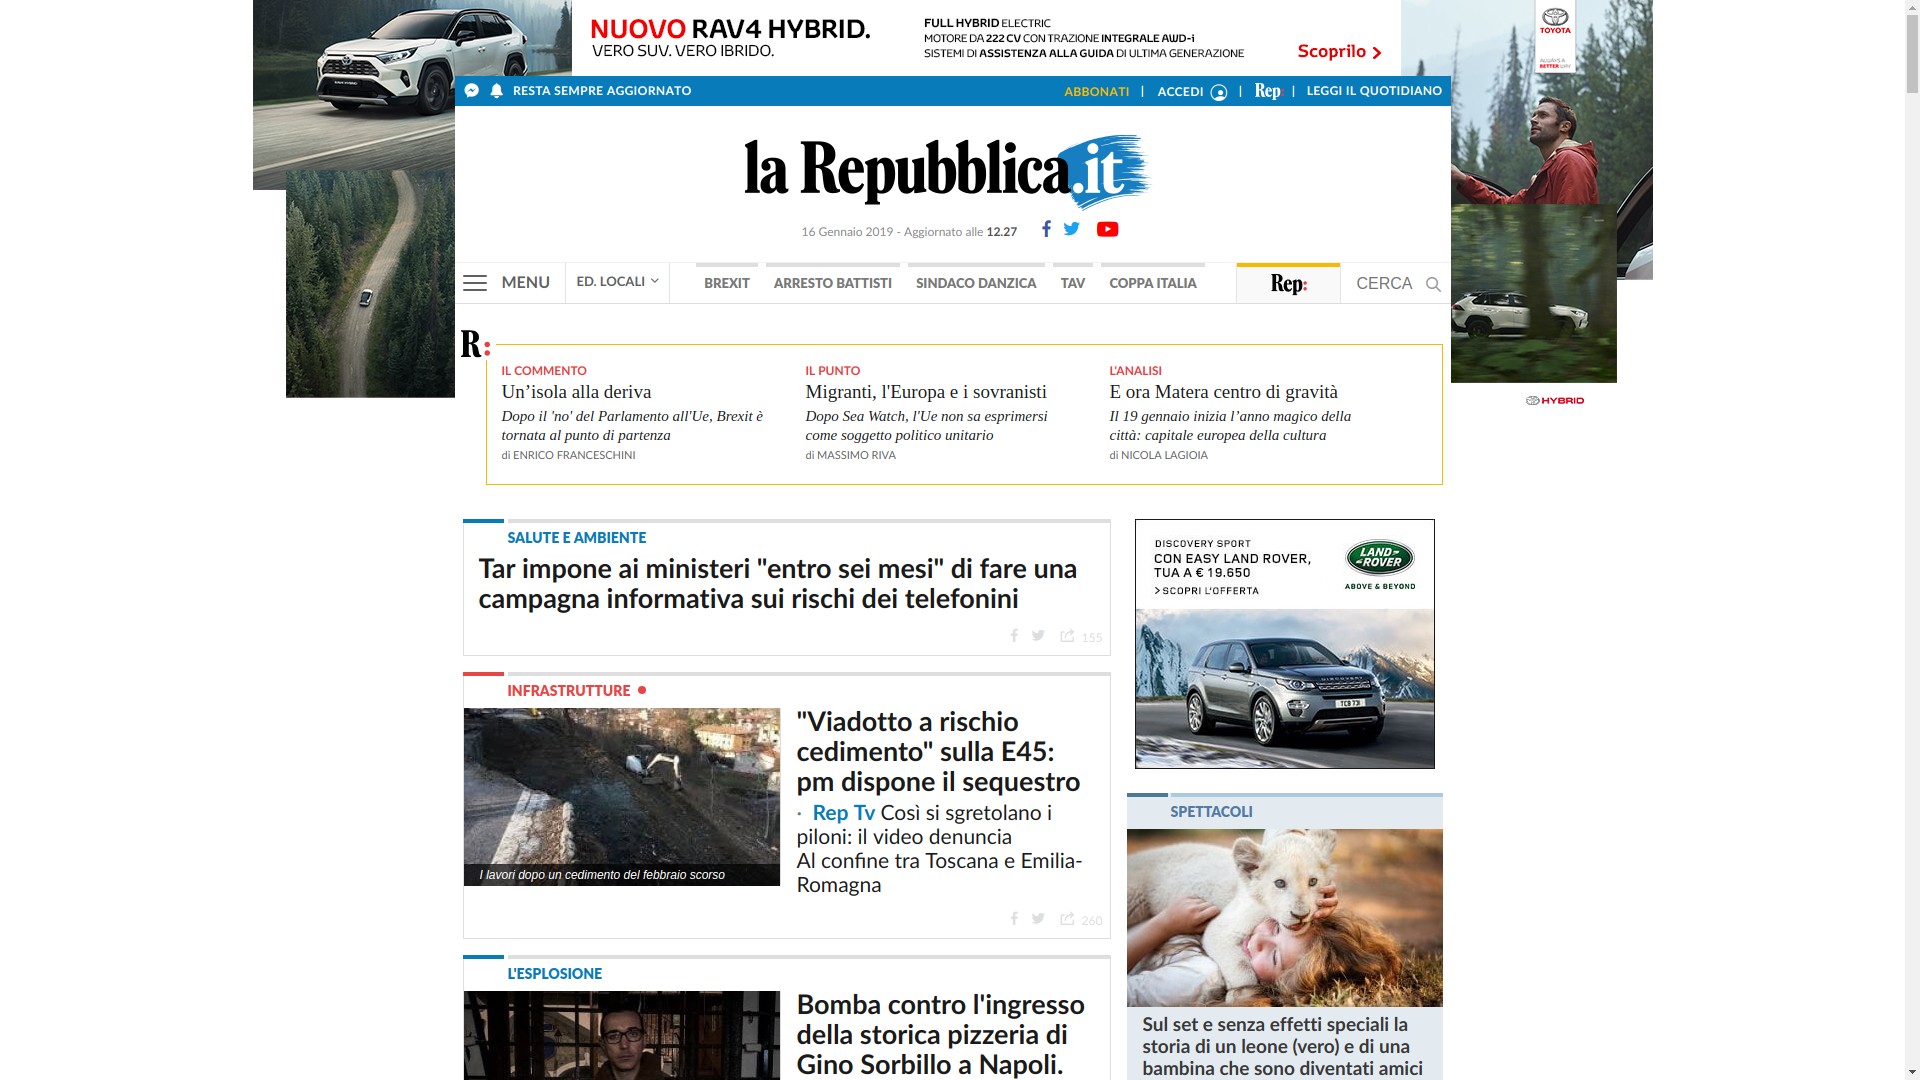 NUOVO RAV4 HYBRID.
VERO SUV. VERO IBRIDO.
FULL HYBRID ELECTRIC
MOTORE DA 222 CV CON TRAZIONE INTEGRALE AWD-i
SISTEMI DI ASSISTENZA ALLA GUIDA DI ULTIMA GENERAZIONE
Scoprilo
TOYOTA
ALWAYS A
BETTER WAY
RESTA SEMPRE AGGIORNATO
ABBONATI | ACCEDI | Rep: | LEGGI IL QUOTIDIANO
la Repubblica.it
16 Gennaio 2019 - Aggiornato alle 12.27
MENU ED. LOCALI BREXIT ARRESTO BATTISTI SINDACO DANZICA TAV COPPA ITALIA Rep: CERCA
R:
IL COMMENTO
Un’isola alla deriva
Dopo il 'no' del Parlamento all'Ue, Brexit è
tornata al punto di partenza
di ENRICO FRANCESCHINI
IL PUNTO
Migranti, l'Europa e i sovranisti
Dopo Sea Watch, l'Ue non sa esprimersi
come soggetto politico unitario
di MASSIMO RIVA
L'ANALISI
E ora Matera centro di gravità
Il 19 gennaio inizia l’anno magico della
città: capitale europea della cultura
di NICOLA LAGIOIA
HYBRID
SALUTE E AMBIENTE
Tar impone ai ministeri "entro sei mesi" di fare una
campagna informativa sui rischi dei telefonini
155
INFRASTRUTTURE
I lavori dopo un cedimento del febbraio scorso
"Viadotto a rischio
cedimento" sulla E45:
pm dispone il sequestro
· Rep Tv Così si sgretolano i
piloni: il video denuncia
Al confine tra Toscana e Emilia-
Romagna
260
L'ESPLOSIONE
Bomba contro l'ingresso
della storica pizzeria di
Gino Sorbillo a Napoli.
DISCOVERY SPORT
CON EASY LAND ROVER,
TUA A € 19.650
> SCOPRI L'OFFERTA
LAND ROVER
ABOVE & BEYOND
DISCOVERY
TCB 731
SPETTACOLI
Sul set e senza effetti speciali la
storia di un leone (vero) e di una
bambina che sono diventati amici